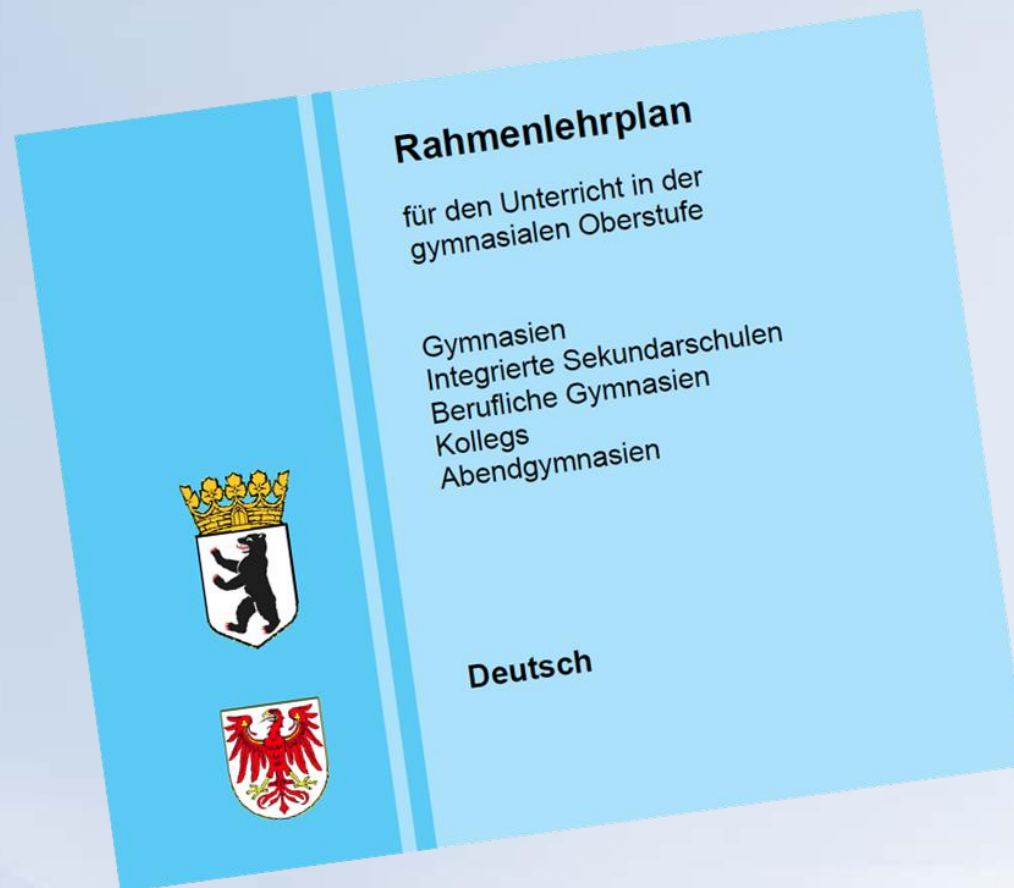 Rahmenlehrplan
für den Unterricht in der
gymnasialen Oberstufe
Gymnasien
Integrierte Sekundarschulen
Berufliche Gymnasien
Kollegs
Abendgymnasien
Deutsch